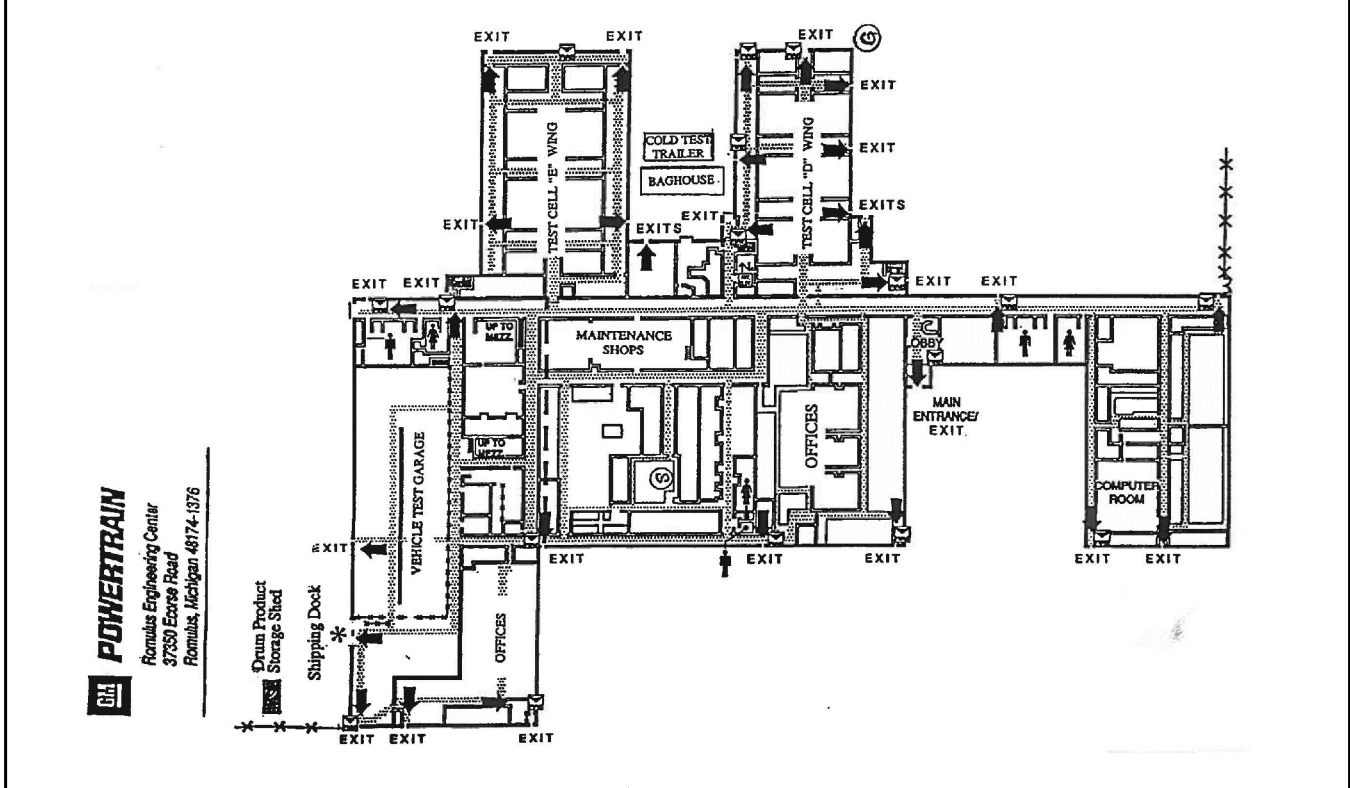 EXIT
EXIT
EXIT
G
EXIT
TEST CELL "E" WING
COLD TEST
TRAILER
BAGHOUSE
TEST CELL "D" WING
EXIT
EXIT
EXITS
EXIT
EXITS
EXIT
EXIT
EXIT
EXIT
EXIT
UP TO
MEZZ
MAINTENANCE
SHOPS
LOBBY
MAIN
ENTRANCE/
EXIT
OFFICES
UP TO
MEZZ
S
VEHICLE TEST GARAGE
COMPUTER
ROOM
EXIT
EXIT
EXIT
EXIT
EXIT
EXIT
GM POWERTRAIN
Romulus Engineering Center
37350 Ecorse Road
Romulus, Michigan 48174-1376
Drum Product
Storage Shed
Shipping Dock
OFFICES
EXIT
EXIT
EXIT